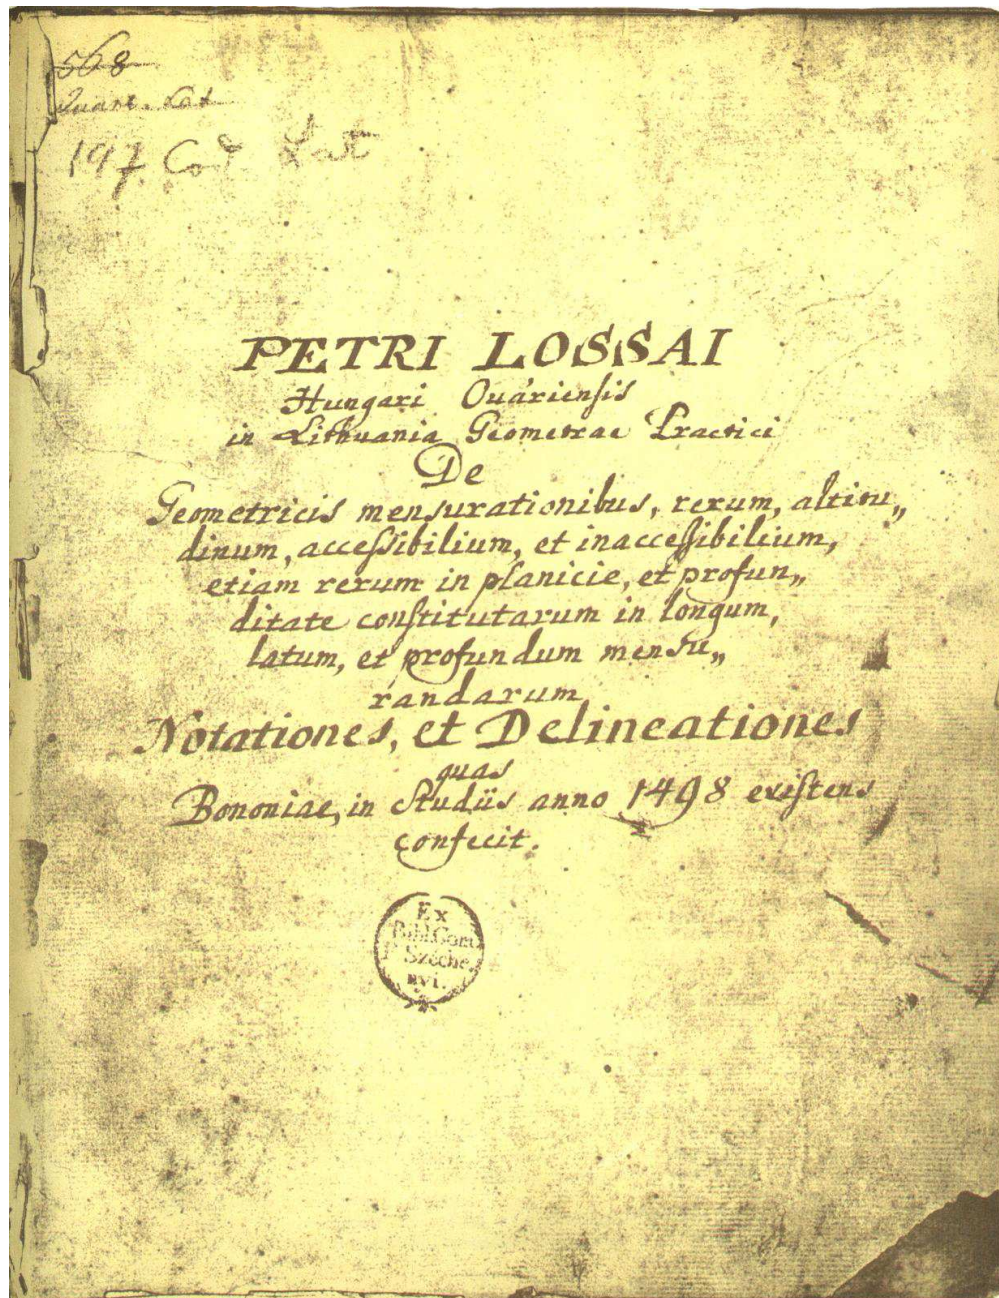 568
Quart. Lat
197. Cod. Lat
PETRI LOSSAI
Hungari Ouáriensis
in Lithuania Geometrae Practici
De
Geometricis mensurationibus, rerum, altitu„
dinum, accessibilium, et inaccessibilium,
etiam rerum in planicie, et profun„
ditate constitutarum in longum,
latum, et profundum mensu„
randarum
Notationes, et Delineationes
quas
Bononiae, in Studiis anno 1498 existens
confecit.
Ex
Bibl. Com.
F. Széche
nyi.